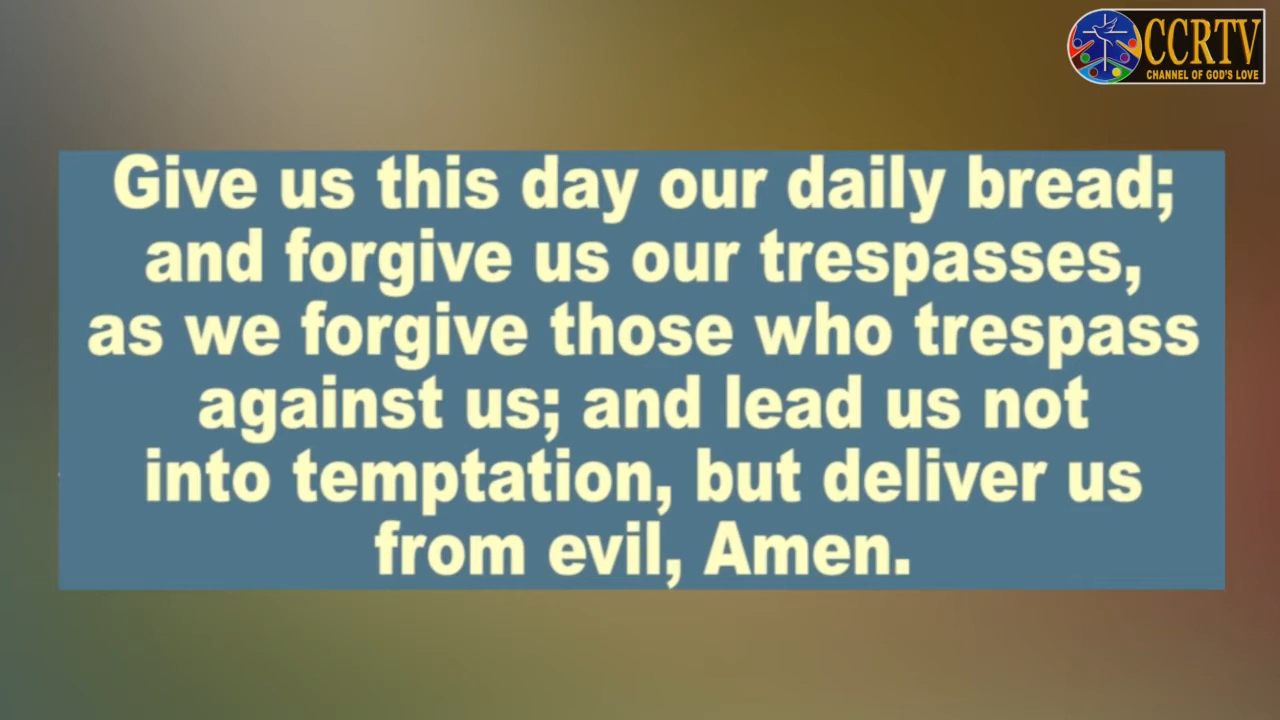 CCRTV
CHANNEL OF GOD'S LOVE
Give us this day our daily bread;
and forgive us our trespasses,
as we forgive those who trespass
against us; and lead us not
into temptation, but deliver us
from evil, Amen.